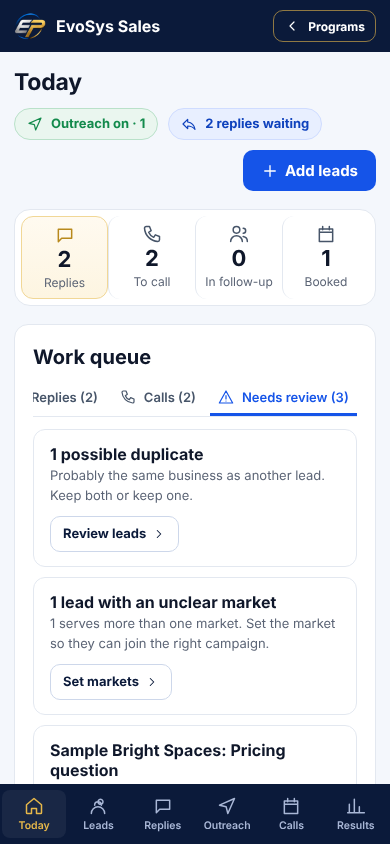 EP
EvoSys Sales
Programs
Today
Outreach on · 1
2 replies waiting
Add leads
2
Replies
2
To call
0
In follow-up
1
Booked
Work queue
Replies (2)
Calls (2)
Needs review (3)
1 possible duplicate
Probably the same business as another lead.
Keep both or keep one.
Review leads
1 lead with an unclear market
1 serves more than one market. Set the market
so they can join the right campaign.
Set markets
Sample Bright Spaces: Pricing
question
Today
Leads
Replies
Outreach
Calls
Results